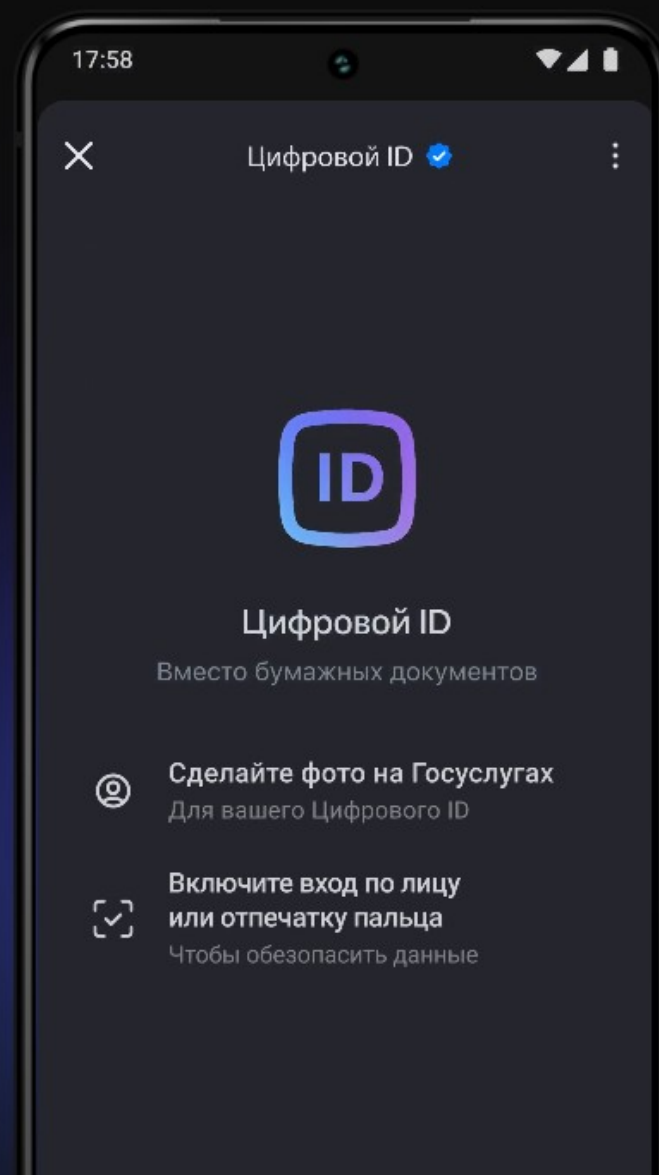 17:58
Цифровой ID
ID
Цифровой ID
Вместо бумажных документов
Сделайте фото на Госуслугах
Для вашего Цифрового ID
Включите вход по лицу
или отпечатку пальца
Чтобы обезопасить данные